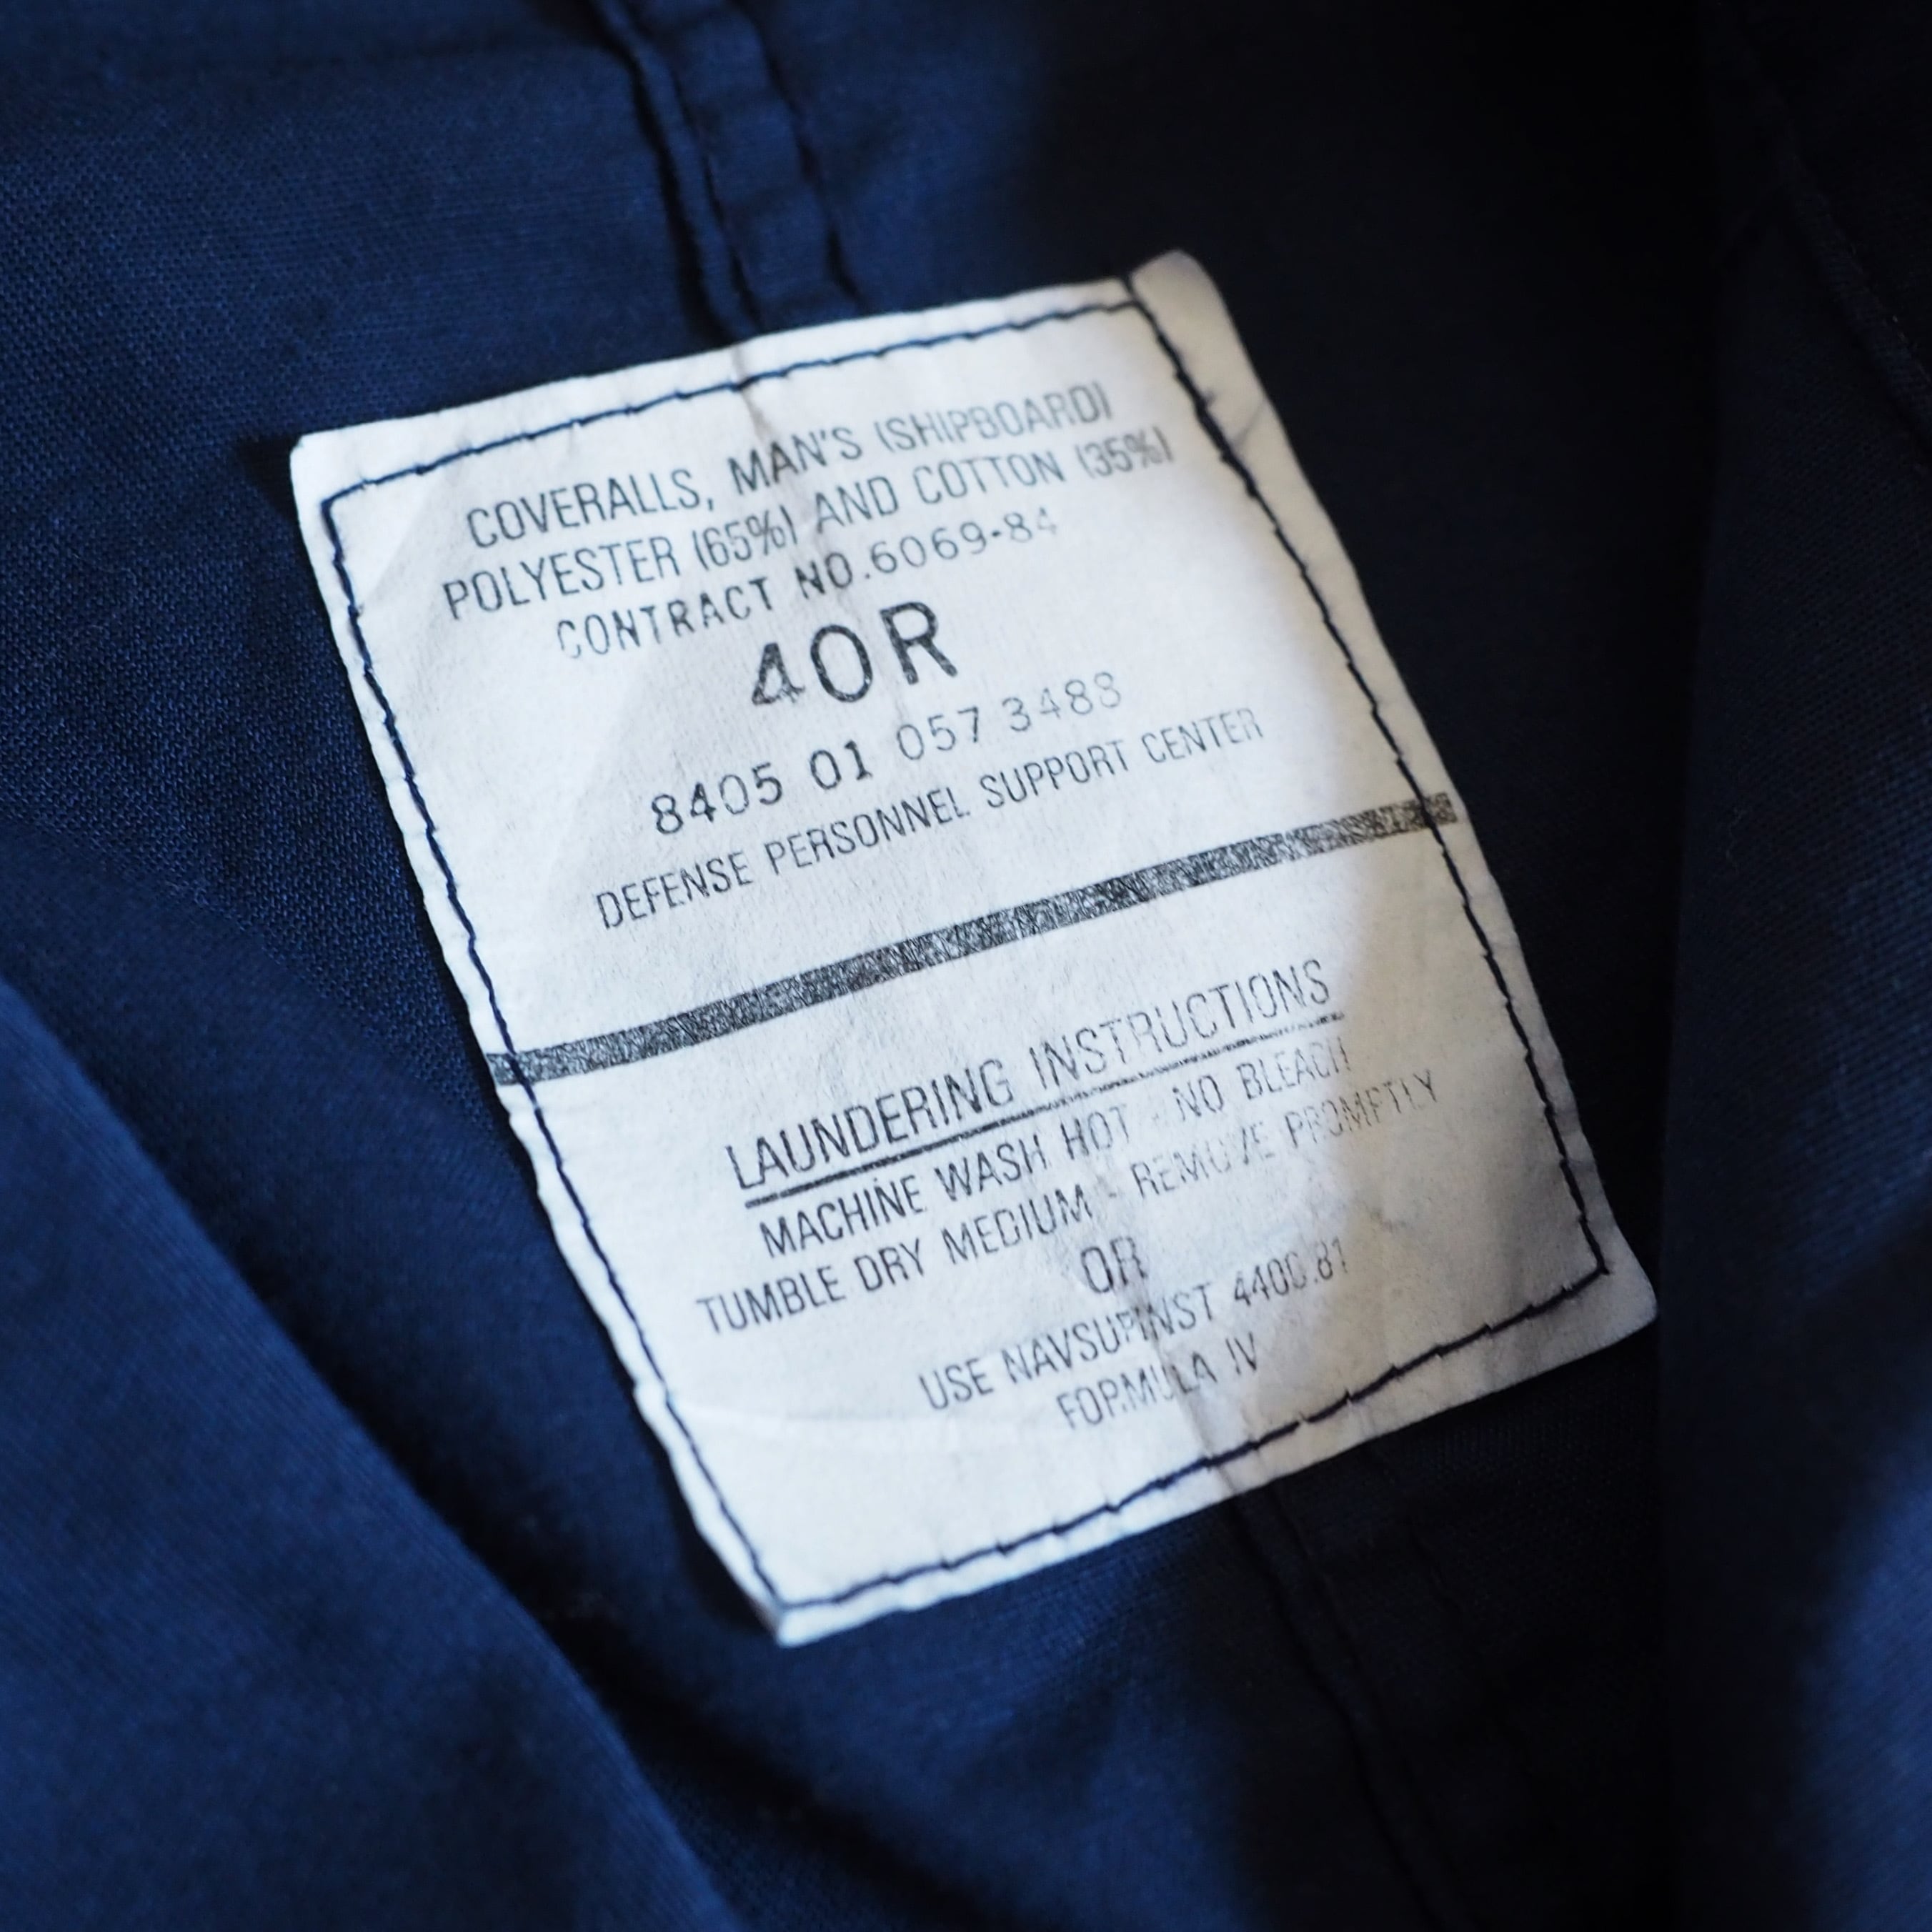 COVERALLS, MAN'S (SHIPBOARD)
POLYESTER (65%) AND COTTON (35%)
CONTRACT NO.6069-84
40R
8405 01 057 3488
DEFENSE PERSONNEL SUPPORT CENTER
LAUNDERING INSTRUCTIONS
MACHINE WASH HOT - NO BLEACH
TUMBLE DRY MEDIUM - REMOVE PROMPTLY
OR
USE NAVSUPINST 4400.81
FORMULA IV